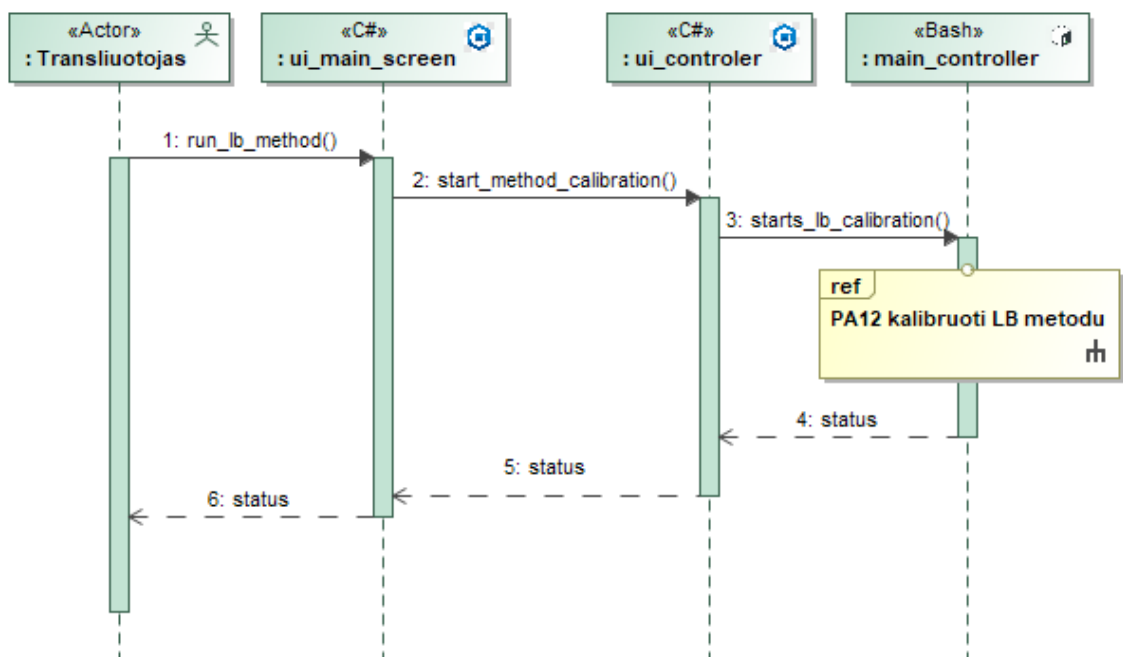 «Actor»
: Transliuotojas
«C#»
: ui_main_screen
«C#»
: ui_controler
«Bash»
: main_controller
1: run_lb_method()
2: start_method_calibration()
3: starts_lb_calibration()
ref
PA12 kalibruoti LB metodu
4: status
5: status
6: status